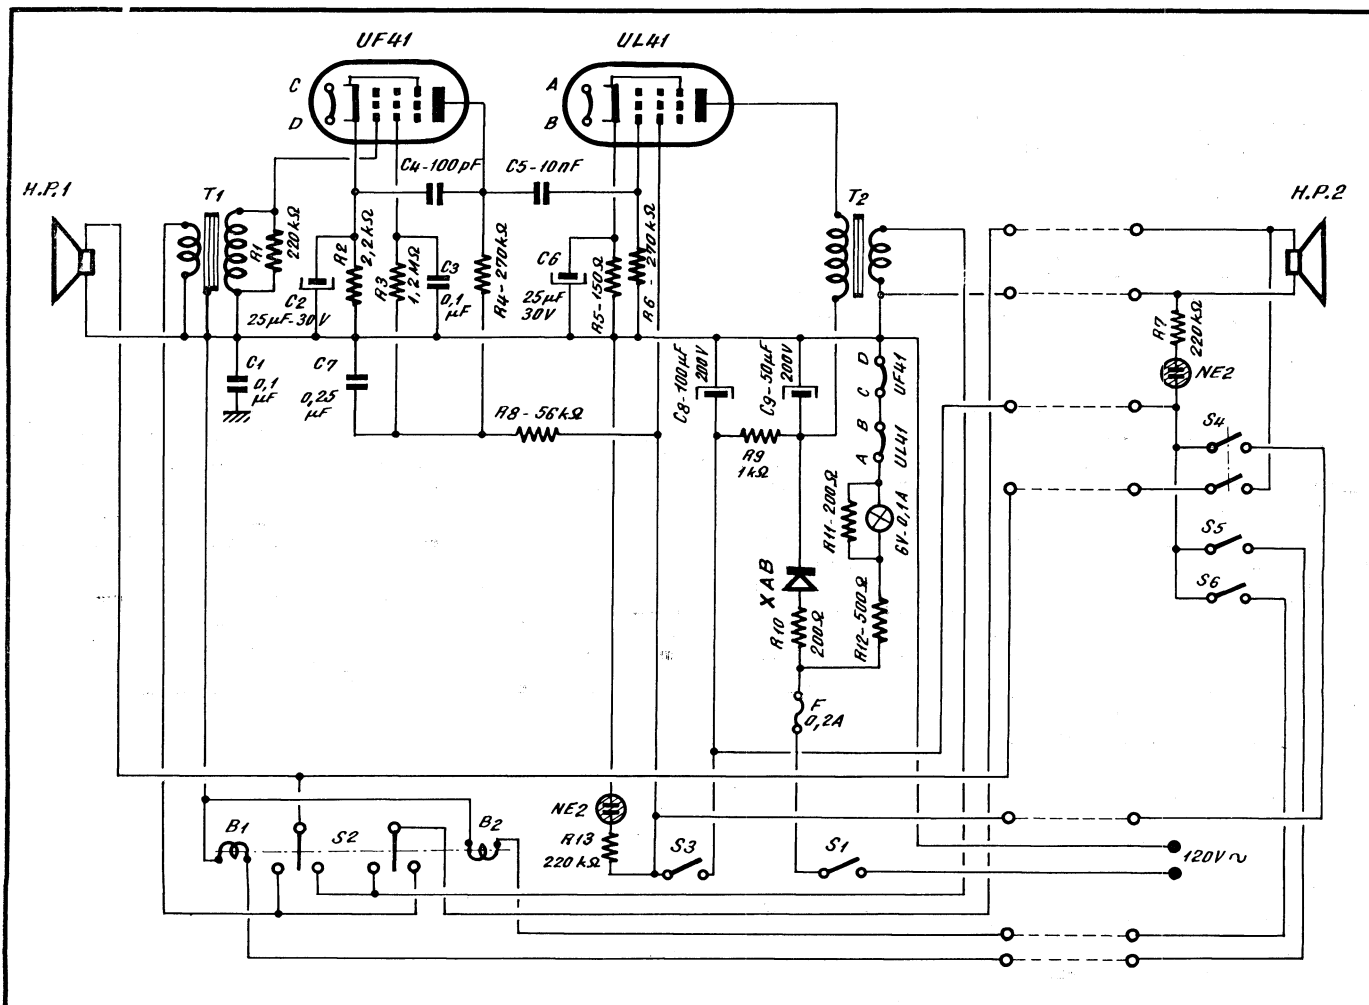 UF41
UL41
C
D
A
B
C4-100pF
C5-10nF
H.P.1
T1
R1
220kΩ
R2
2,2kΩ
R3
1,2MΩ
C3
0,1
µF
R4-270kΩ
C6
25µF
30V
R5-150Ω
R6-270kΩ
T2
H.P.2
C2
25µF-30V
C1
0,1
µF
C7
0,25
µF
R8-56kΩ
C8-100µF
200V
C9-50µF
200V
D
C
UF41
B
A
UL41
R9
1kΩ
R7
220kΩ
NE2
S4
R11-200Ω
6V-0,1A
S5
S6
XAB
R10
200Ω
R12-500Ω
F
0,2A
B1
S2
B2
NE2
R13
220kΩ
S3
S1
120V~